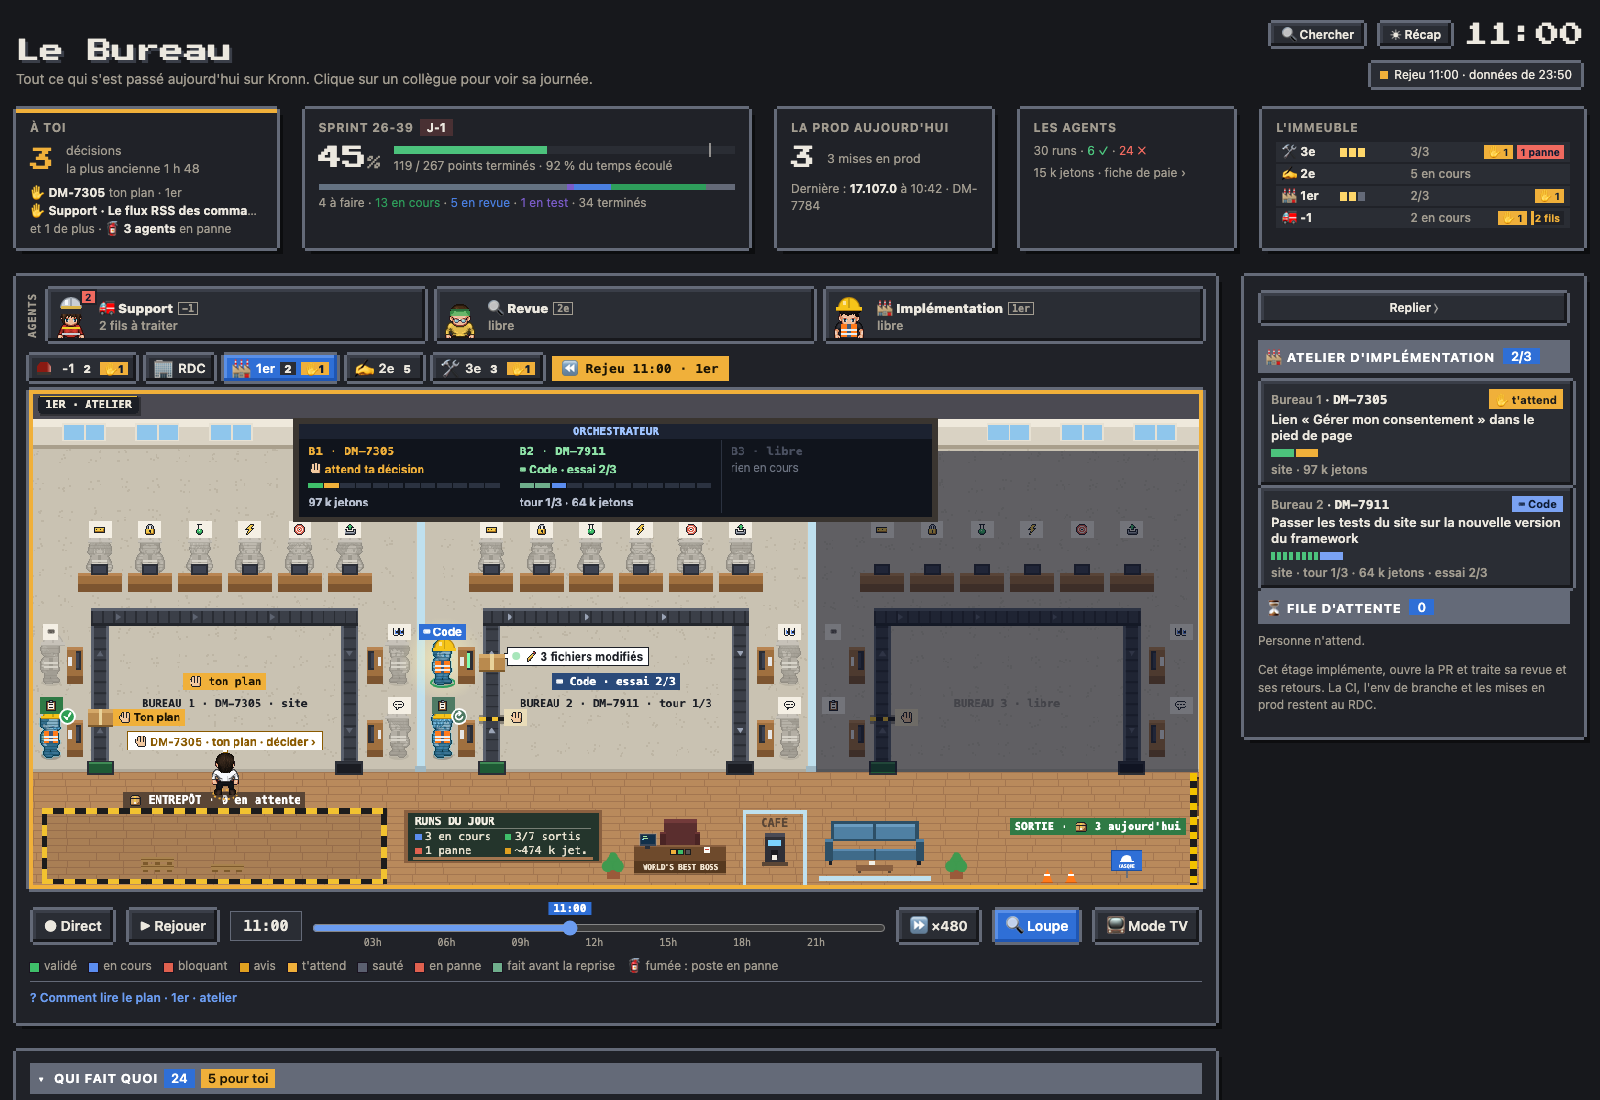 Le Bureau
Tout ce qui s'est passé aujourd'hui sur Kronn. Clique sur un collègue pour voir sa journée.
Chercher
Récap
11:00
Rejeu 11:00 · données de 23:50
À TOI
3 décisions
la plus ancienne 1 h 48
DM-7305 ton plan · 1er
Support · Le flux RSS des comma…
et 1 de plus · 3 agents en panne
SPRINT 26-39 J-1
45%
119 / 267 points terminés · 92 % du temps écoulé
4 à faire · 13 en cours · 5 en revue · 1 en test · 34 terminés
LA PROD AUJOURD'HUI
3 3 mises en prod
Dernière : 17.107.0 à 10:42 · DM-
7784
LES AGENTS
30 runs · 6 ✓ · 24 ✕
15 k jetons · fiche de paie ›
L'IMMEUBLE
3e 3/3 1 1 panne
2e 5 en cours
1er 2/3 1
-1 2 en cours 1 2 fils
AGENTS
2
Support -1
2 fils à traiter
Revue 2e
libre
Implémentation 1er
libre
-1 2 1
RDC
1er 2 1
2e 5
3e 3 1
Rejeu 11:00 · 1er
1ER · ATELIER
ORCHESTRATEUR
B1 · DM-7305
attend ta décision
97 k jetons
B2 · DM-7911
Code · essai 2/3
tour 1/3 · 64 k jetons
B3 · libre
rien en cours
Code
3 fichiers modifiés
ton plan
Code · essai 2/3
BUREAU 1 · DM-7305 · site
BUREAU 2 · DM-7911 · tour 1/3
BUREAU 3 · libre
Ton plan
DM-7305 · ton plan · décider ›
ENTREPÔT · 0 en attente
RUNS DU JOUR
3 en cours 3/7 sortis
1 panne ~474 k jet.
WORLD'S BEST BOSS
CAFÉ
SORTIE · 3 aujourd'hui
CASQUE
Direct
Rejouer
11:00
11:00
03h 06h 09h 12h 15h 18h 21h
×480
Loupe
Mode TV
validé en cours bloquant avis t'attend sauté en panne fait avant la reprise fumée : poste en panne
? Comment lire le plan · 1er · atelier
QUI FAIT QUOI 24 5 pour toi
Replier ›
ATELIER D'IMPLÉMENTATION 2/3
Bureau 1 · DM-7305 t'attend
Lien « Gérer mon consentement » dans le
pied de page
site · 97 k jetons
Bureau 2 · DM-7911 Code
Passer les tests du site sur la nouvelle version
du framework
site · tour 1/3 · 64 k jetons · essai 2/3
FILE D'ATTENTE 0
Personne n'attend.
Cet étage implémente, ouvre la PR et traite sa revue et
ses retours. La CI, l'env de branche et les mises en
prod restent au RDC.